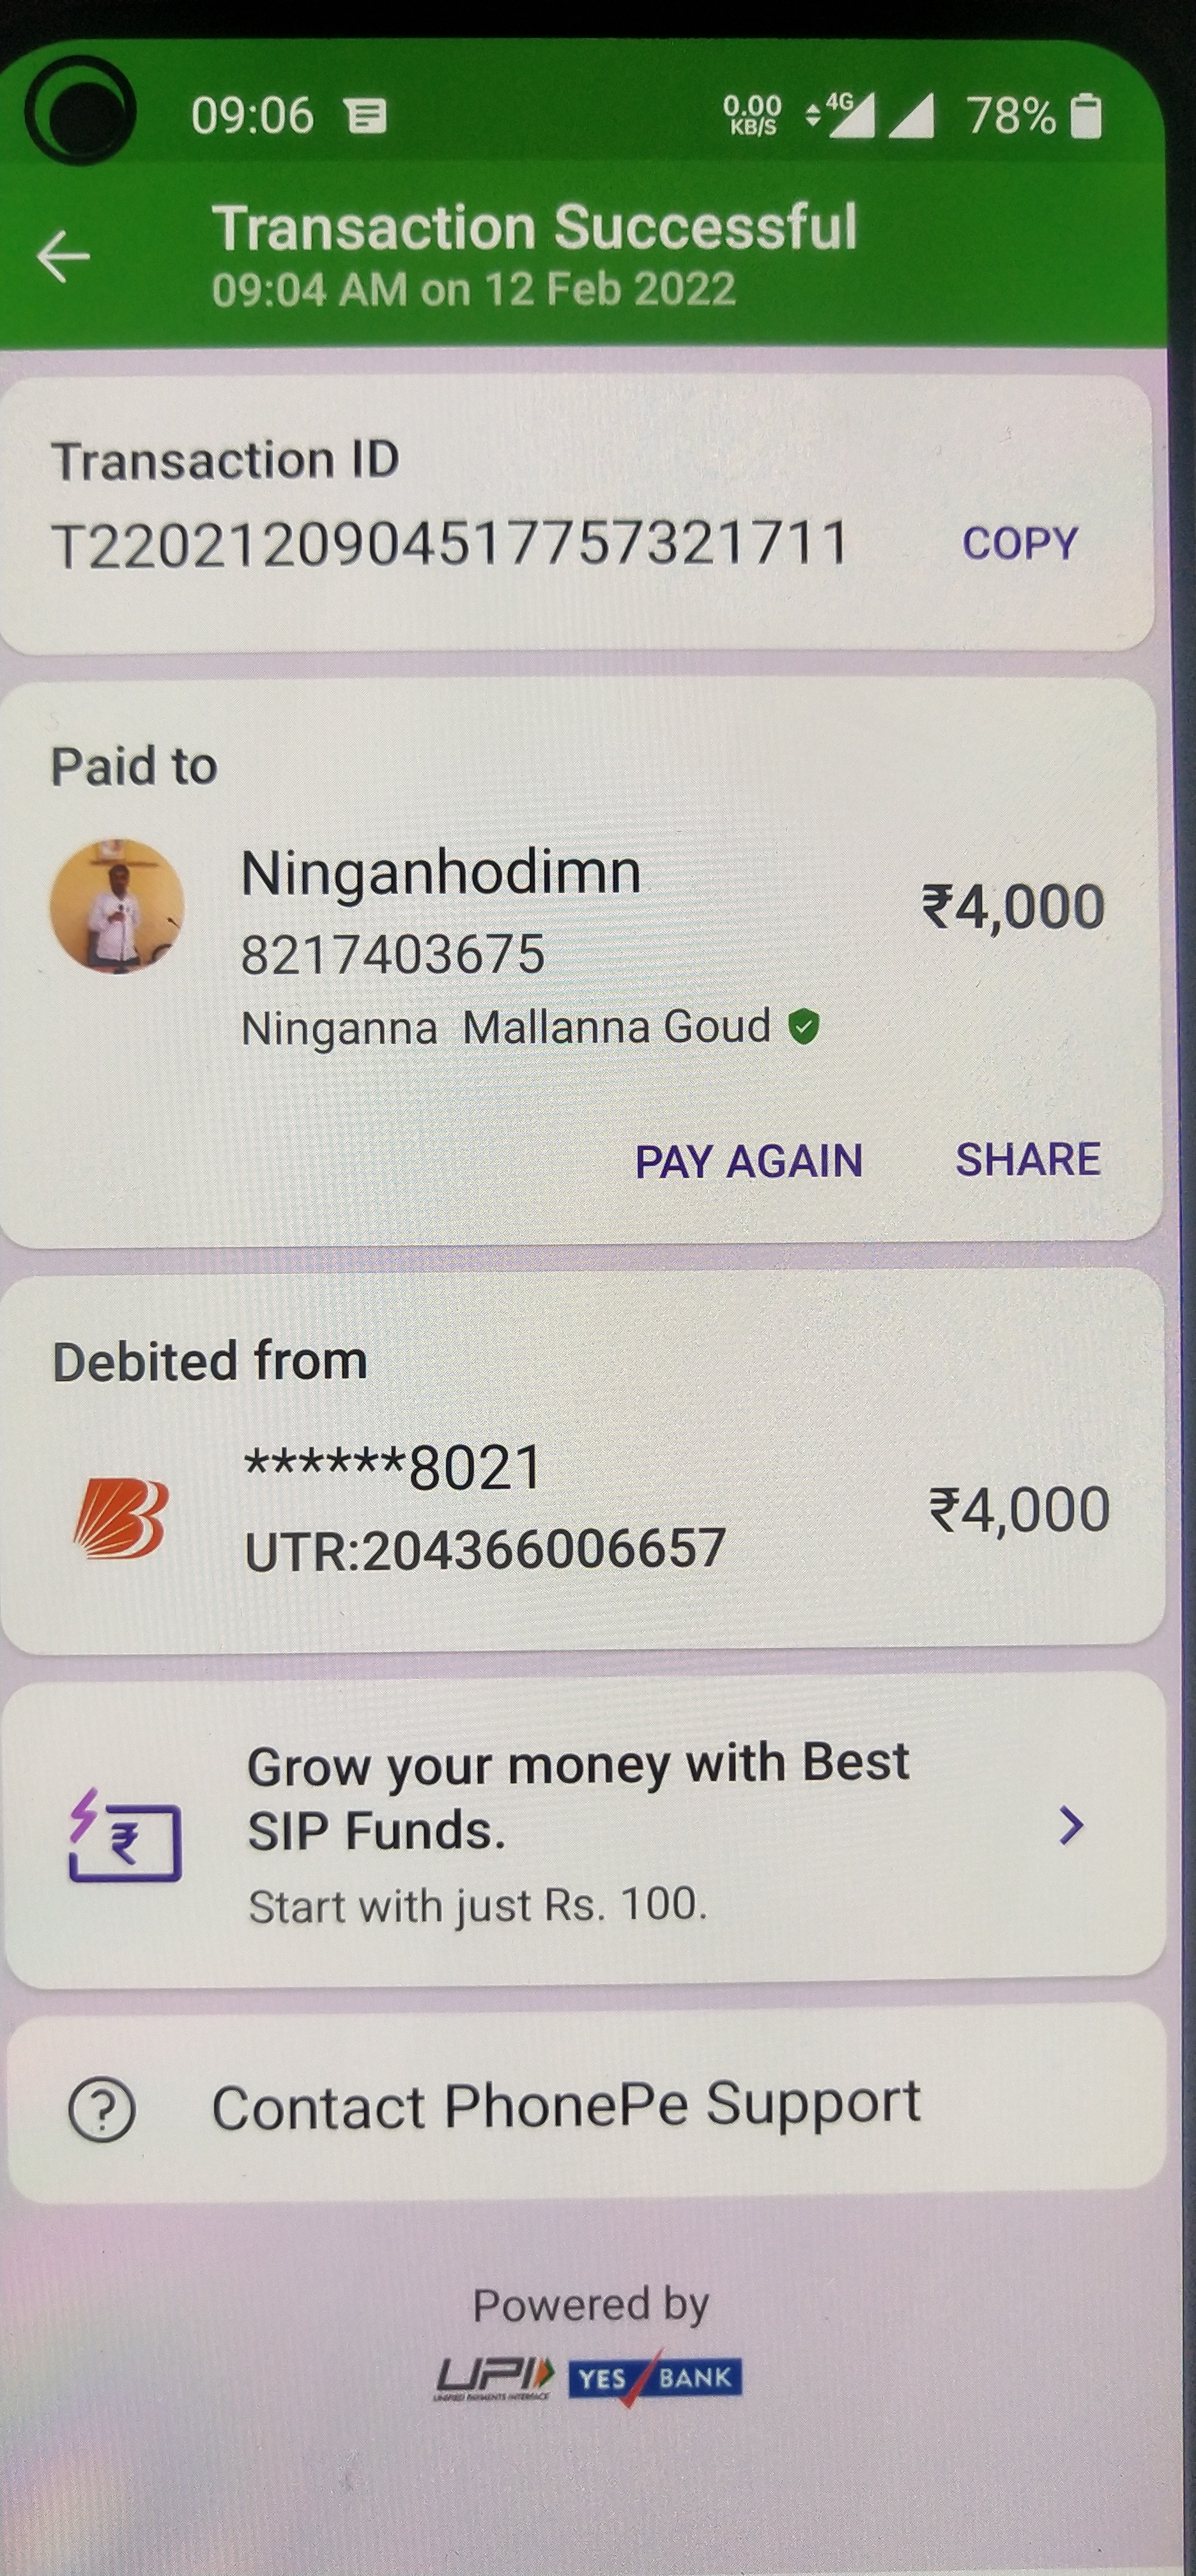 09:06
0.00
KB/S
4G
78%
Transaction Successful
09:04 AM on 12 Feb 2022
Transaction ID
T2202120904517757321711
COPY
Paid to
Ninganhodimn
₹4,000
8217403675
Ninganna Mallanna Goud
PAY AGAIN
SHARE
Debited from
******8021
₹4,000
UTR:204366006657
Grow your money with Best
SIP Funds.
Start with just Rs. 100.
Contact PhonePe Support
Powered by
UPI
UNIFIED PAYMENTS INTERFACE
YES BANK